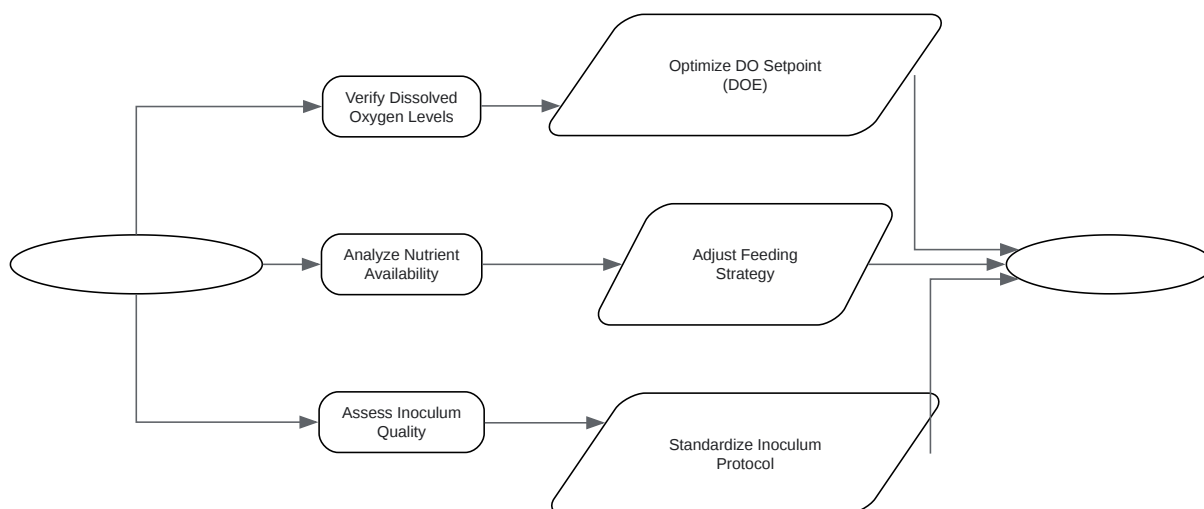 Optimize DO Setpoint
(DOE)
Verify Dissolved
Oxygen Levels
Analyze Nutrient
Availability
Adjust Feeding
Strategy
Assess Inoculum
Quality
Standardize Inoculum
Protocol